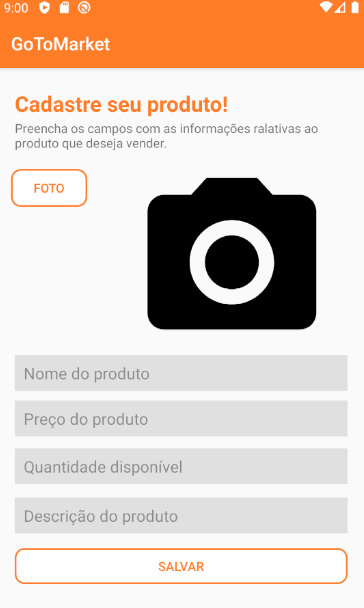 9:00
GoToMarket
Cadastre seu produto!
Preencha os campos com as informações ralativas ao
produto que deseja vender.
FOTO
Nome do produto
Preço do produto
Quantidade disponível
Descrição do produto
SALVAR